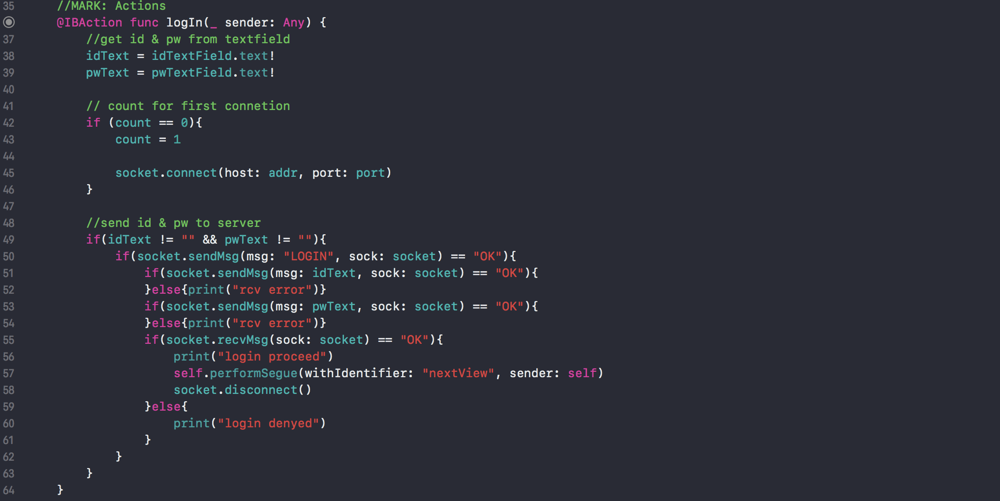 35 //MARK: Actions
@IBAction func logIn(_ sender: Any) {
37 //get id & pw from textfield
38 idText = idTextField.text!
39 pwText = pwTextField.text!
40
41 // count for first connetion
42 if (count == 0){
43 count = 1
44
45 socket.connect(host: addr, port: port)
46 }
47
48 //send id & pw to server
49 if(idText != "" && pwText != ""){
50 if(socket.sendMsg(msg: "LOGIN", sock: socket) == "OK"){
51 if(socket.sendMsg(msg: idText, sock: socket) == "OK"){
52 }else{print("rcv error")}
53 if(socket.sendMsg(msg: pwText, sock: socket) == "OK"){
54 }else{print("rcv error")}
55 if(socket.recvMsg(sock: socket) == "OK"){
56 print("login proceed")
57 self.performSegue(withIdentifier: "nextView", sender: self)
58 socket.disconnect()
59 }else{
60 print("login denyed")
61 }
62 }
63 }
64 }